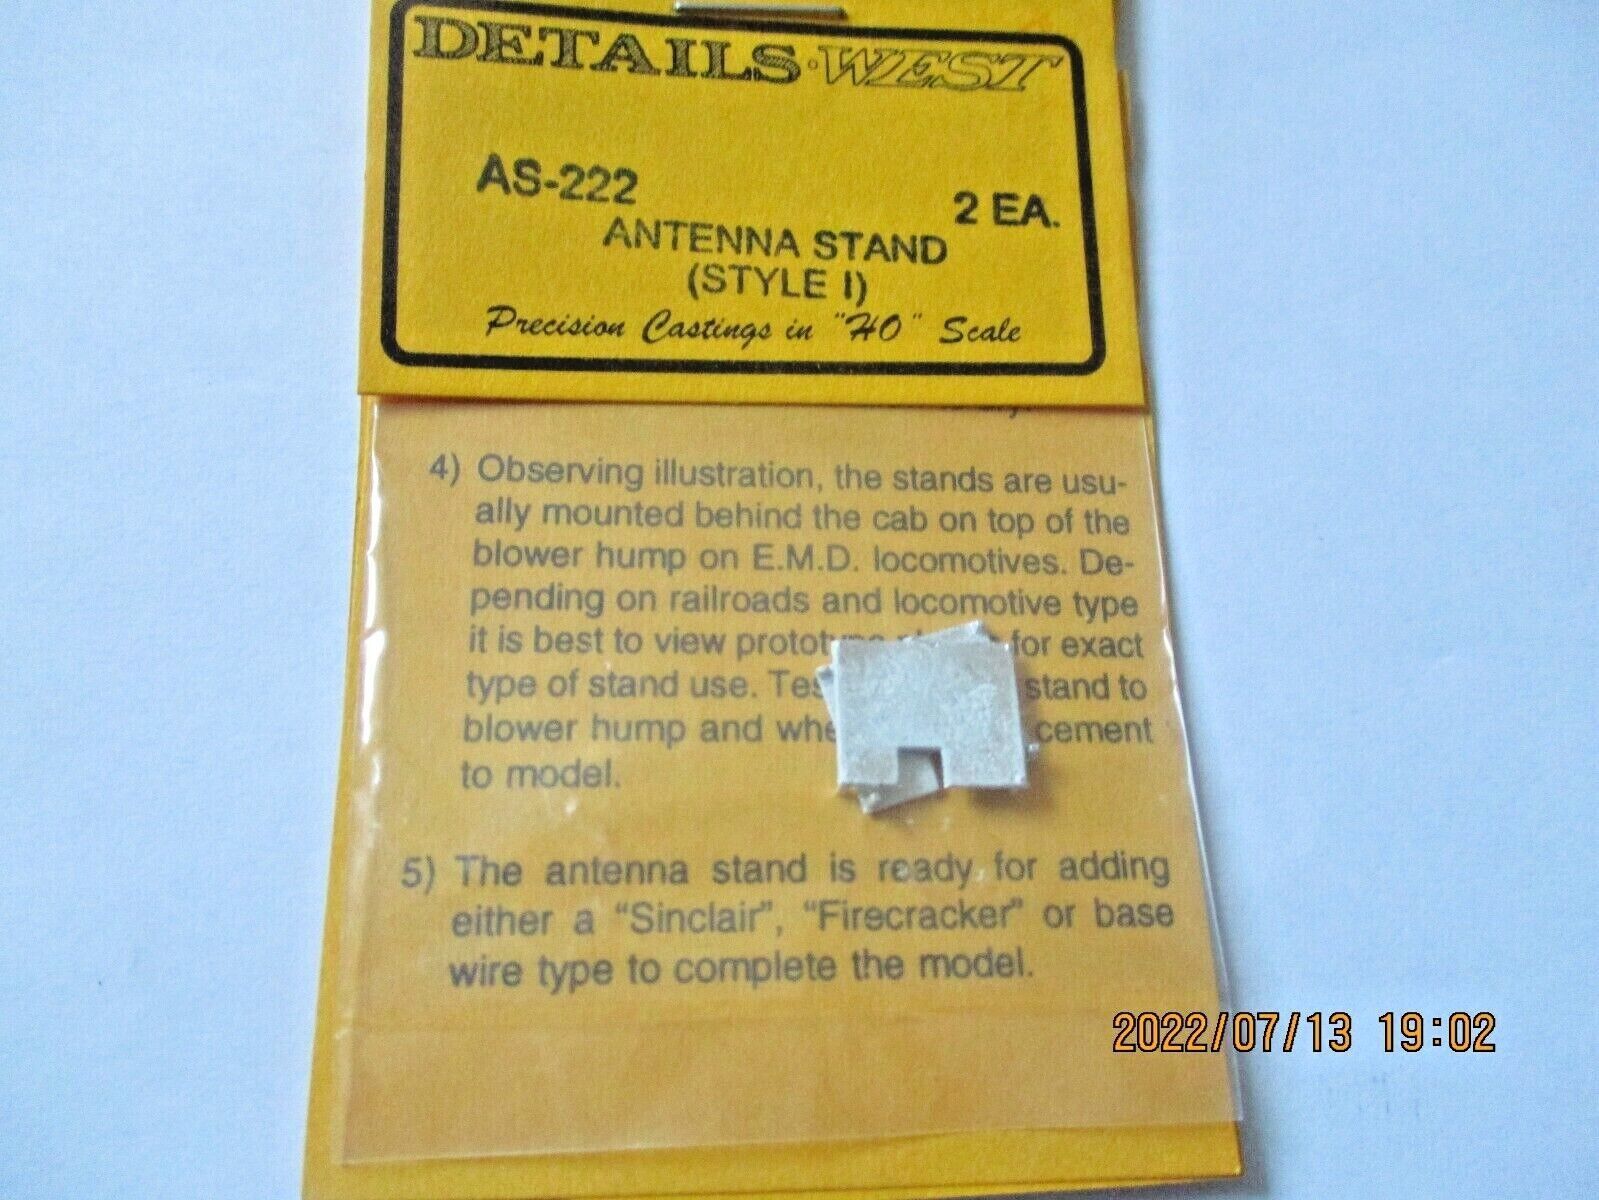 DETAILS·WEST
AS-222
2 EA.
ANTENNA STAND
(STYLE I)
Precision Castings in "HO" Scale
4) Observing illustration, the stands are usu-
ally mounted behind the cab on top of the
blower hump on E.M.D. locomotives. De-
pending on railroads and locomotive type
it is best to view for exact
type of stand use. stand to
blower hump and cement
to model.
5) The antenna stand is ready for adding
either a "Sinclair", "Firecracker" or base
wire type to complete the model.
2022/07/13 19:02